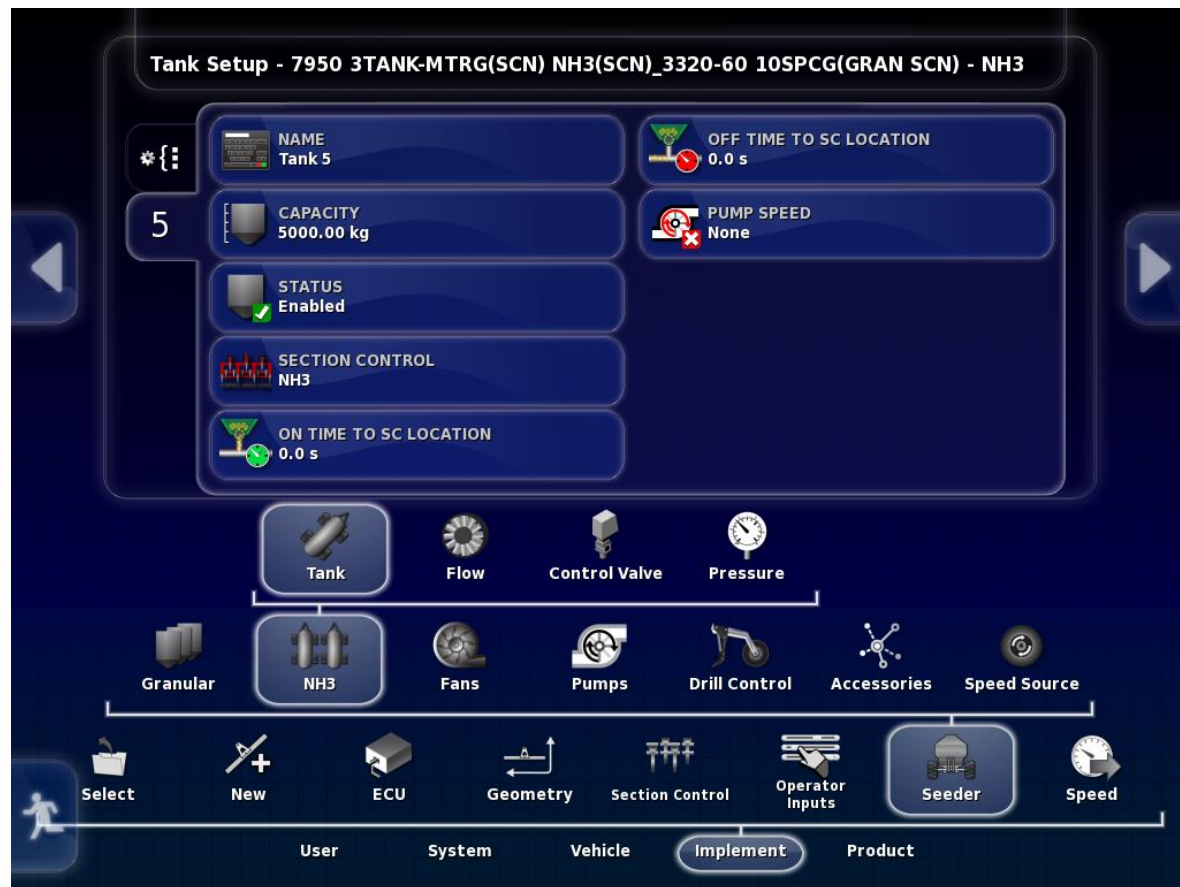 Tank Setup - 7950 3TANK-MTRG(SCN) NH3(SCN)_3320-60 10SPCG(GRAN SCN) - NH3
5
NAME
Tank 5
CAPACITY
5000.00 kg
STATUS
Enabled
SECTION CONTROL
NH3
ON TIME TO SC LOCATION
0.0 s
OFF TIME TO SC LOCATION
0.0 s
PUMP SPEED
None
Tank
Flow
Control Valve
Pressure
Granular
NH3
Fans
Pumps
Drill Control
Accessories
Speed Source
Select
New
ECU
Geometry
Section Control
Operator
Inputs
Seeder
Speed
User
System
Vehicle
Implement
Product